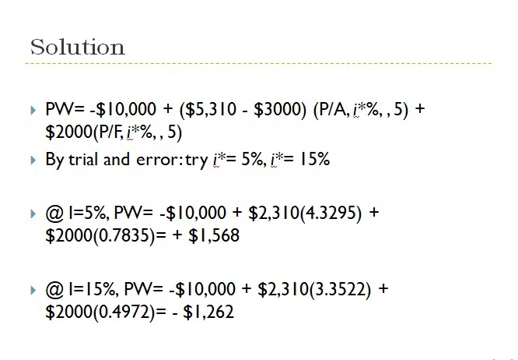 Solution
PW= -$10,000 + ($5,310 - $3000) (P/A, i*%, , 5) +
$2000(P/F, i*%, , 5)
By trial and error: try i*= 5%, i*= 15%
@ I=5%, PW= -$10,000 + $2,310(4.3295) +
$2000(0.7835)= + $1,568
@ I=15%, PW= -$10,000 + $2,310(3.3522) +
$2000(0.4972)= - $1,262